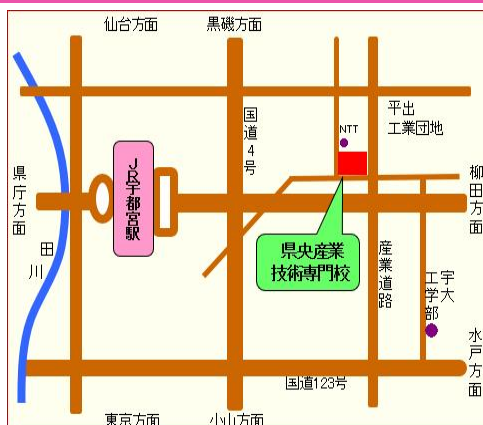 仙台方面
黒磯方面
国道4号
平出
工業団地
NTT
県庁方面
JR宇都宮駅
柳田方面
田川
県央産業
技術専門校
産業道路
宇大
工学部
水戸方面
国道123号
東京方面
小山方面